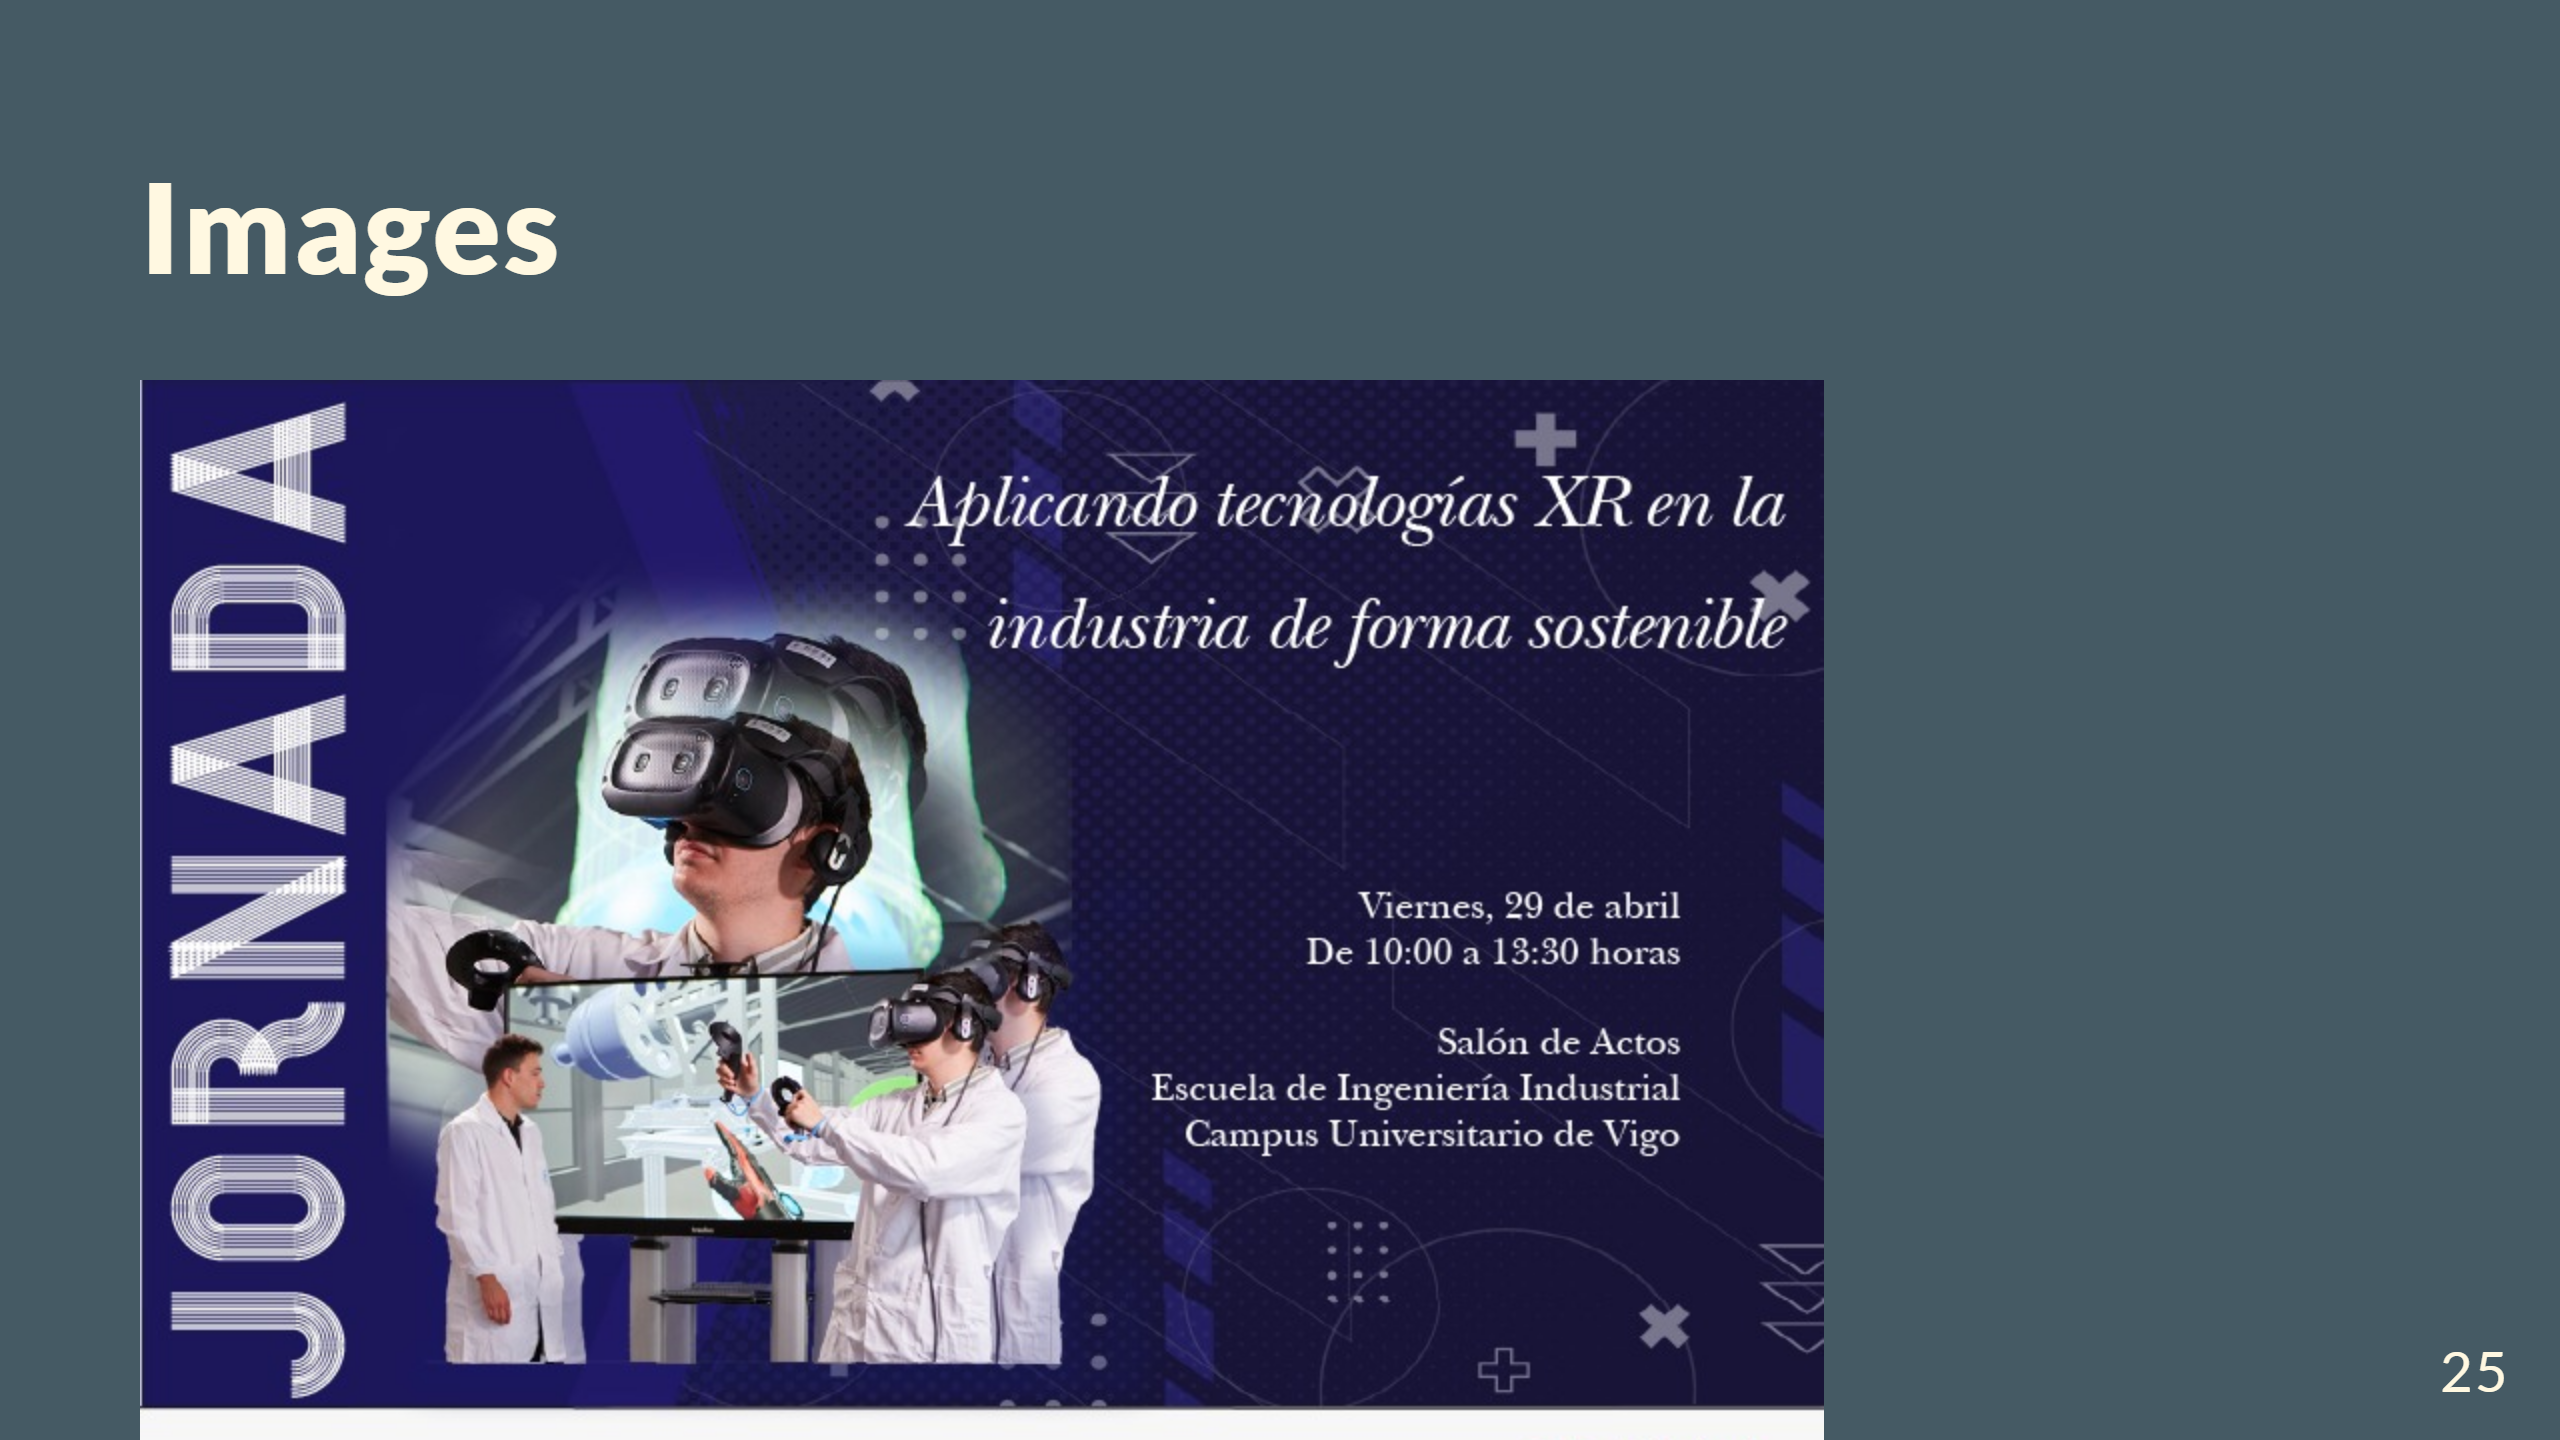 Images
JORNADA
Aplicando tecnologías XR en la
industria de forma sostenible
Viernes, 29 de abril
De 10:00 a 13:30 horas
Salón de Actos
Escuela de Ingeniería Industrial
Campus Universitario de Vigo
25